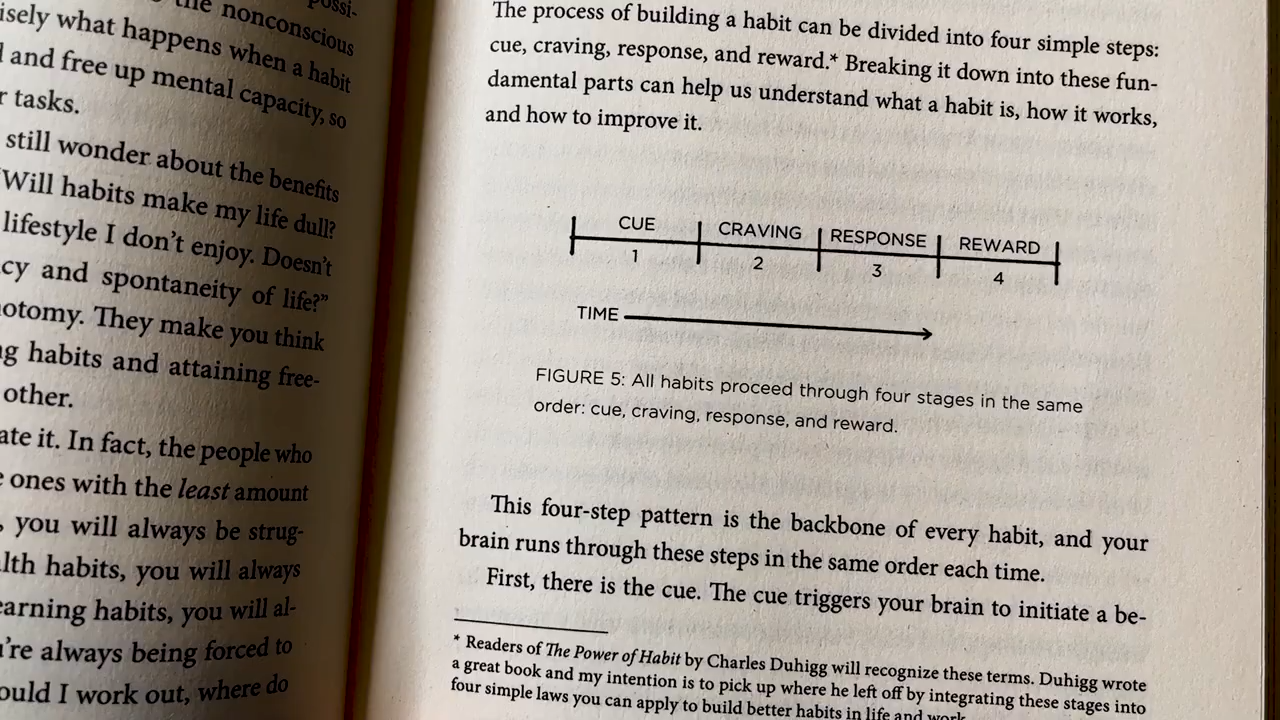 possi-
the nonconscious
isely what happens when a habit
and free up mental capacity, so
r tasks.
still wonder about the benefits
“Will habits make my life dull?
lifestyle I don’t enjoy. Doesn’t
cy and spontaneity of life?”
otomy. They make you think
ng habits and attaining free-
other.
ate it. In fact, the people who
e ones with the least amount
, you will always be strug-
lth habits, you will always
earning habits, you will al-
’re always being forced to
ould I work out, where do
The process of building a habit can be divided into four simple steps:
cue, craving, response, and reward.* Breaking it down into these fun-
damental parts can help us understand what a habit is, how it works,
and how to improve it.
CUE CRAVING RESPONSE REWARD
1 2 3 4
TIME
FIGURE 5: All habits proceed through four stages in the same
order: cue, craving, response, and reward.
This four-step pattern is the backbone of every habit, and your
brain runs through these steps in the same order each time.
First, there is the cue. The cue triggers your brain to initiate a be-
* Readers of The Power of Habit by Charles Duhigg will recognize these terms. Duhigg wrote
a great book and my intention is to pick up where he left off by integrating these stages into
four simple laws you can apply to build better habits in life and work.